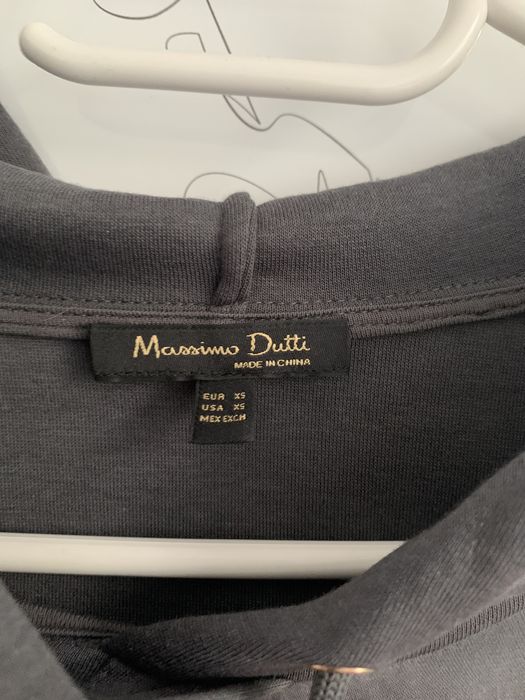 Massimo Dutti
MADE IN CHINA
EUR XS
USA XS
MEX EXCH